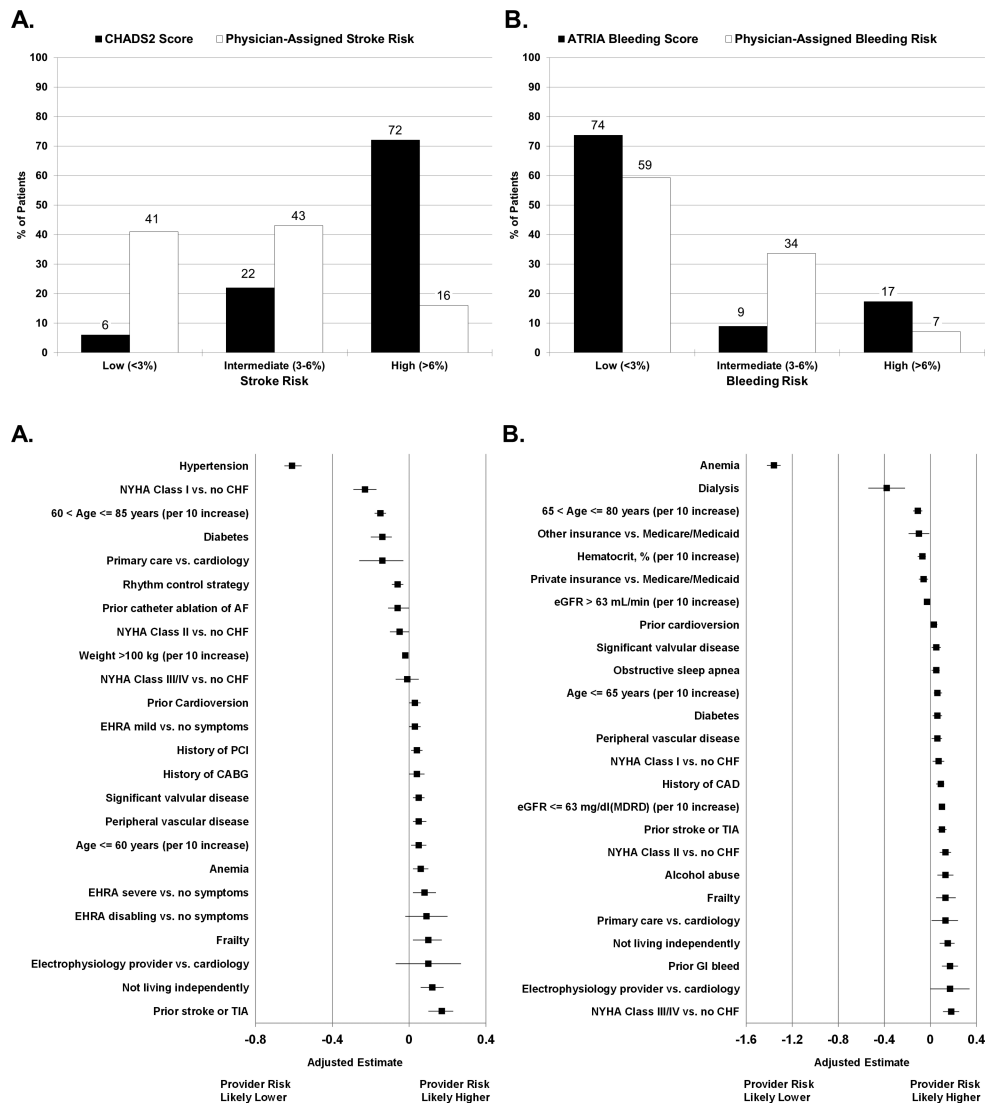 A.
CHADS2 Score Physician-Assigned Stroke Risk
% of Patients
100
90
80
70
60
50
40
30
20
10
0
6
41
22
43
72
16
Low (<3%) Intermediate (3-6%) High (>6%)
Stroke Risk
B.
ATRIA Bleeding Score Physician-Assigned Bleeding Risk
% of Patients
100
90
80
70
60
50
40
30
20
10
0
74
59
9
34
17
7
Low (<3%) Intermediate (3-6%) High (>6%)
Bleeding Risk
A.
Hypertension
NYHA Class I vs. no CHF
60 < Age <= 85 years (per 10 increase)
Diabetes
Primary care vs. cardiology
Rhythm control strategy
Prior catheter ablation of AF
NYHA Class II vs. no CHF
Weight >100 kg (per 10 increase)
NYHA Class III/IV vs. no CHF
Prior Cardioversion
EHRA mild vs. no symptoms
History of PCI
History of CABG
Significant valvular disease
Peripheral vascular disease
Age <= 60 years (per 10 increase)
Anemia
EHRA severe vs. no symptoms
EHRA disabling vs. no symptoms
Frailty
Electrophysiology provider vs. cardiology
Not living independently
Prior stroke or TIA
-0.8 -0.4 0 0.4
Adjusted Estimate
Provider Risk Likely Lower
Provider Risk Likely Higher
B.
Anemia
Dialysis
65 < Age <= 80 years (per 10 increase)
Other insurance vs. Medicare/Medicaid
Hematocrit, % (per 10 increase)
Private insurance vs. Medicare/Medicaid
eGFR > 63 mL/min (per 10 increase)
Prior cardioversion
Significant valvular disease
Obstructive sleep apnea
Age <= 65 years (per 10 increase)
Diabetes
Peripheral vascular disease
NYHA Class I vs. no CHF
History of CAD
eGFR <= 63 mg/dl(MDRD) (per 10 increase)
Prior stroke or TIA
NYHA Class II vs. no CHF
Alcohol abuse
Frailty
Primary care vs. cardiology
Not living independently
Prior GI bleed
Electrophysiology provider vs. cardiology
NYHA Class III/IV vs. no CHF
-1.6 -1.2 -0.8 -0.4 0 0.4
Adjusted Estimate
Provider Risk Likely Lower
Provider Risk Likely Higher